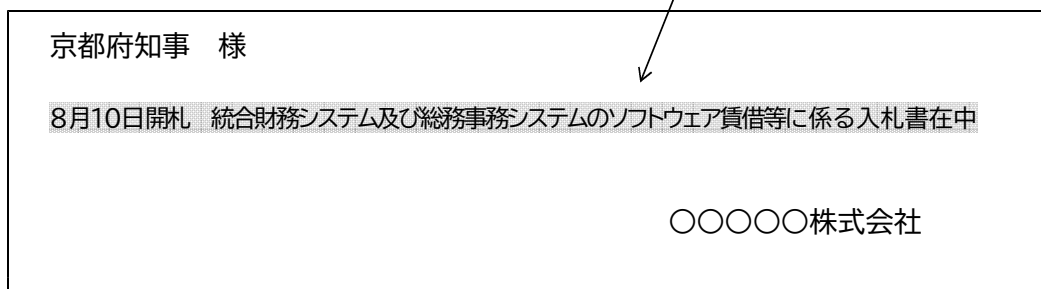 京都府知事　様
８月10日開札　統合財務システム及び総務事務システムのソフトウェア賃借等に係る入札書在中
○○○○○株式会社